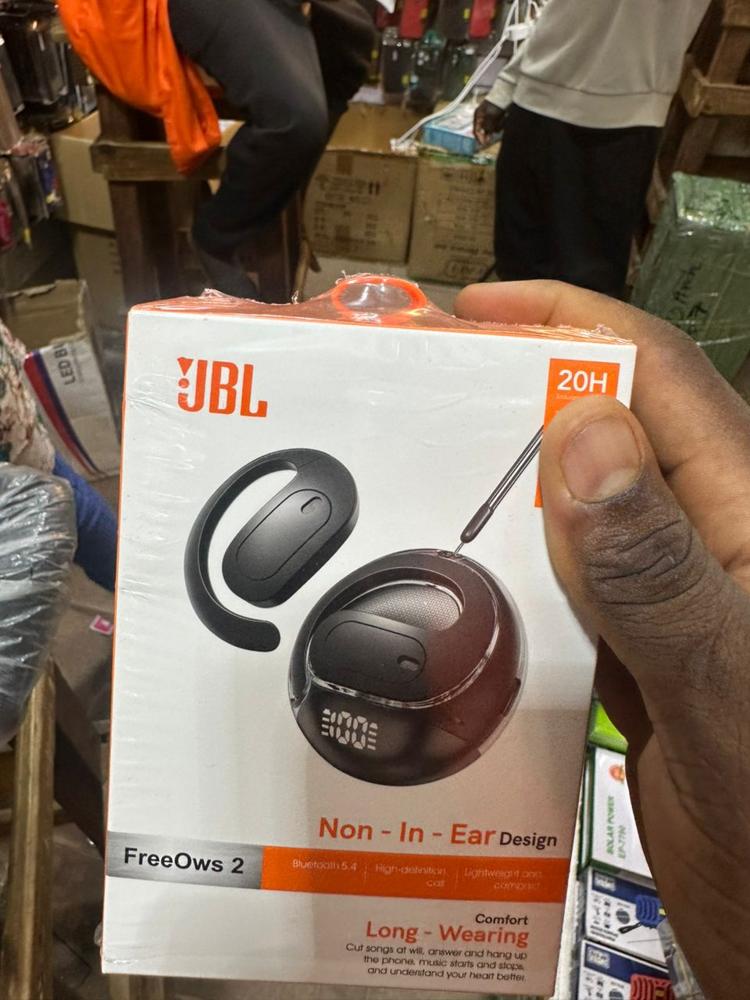 JBL
20H
LED B
100
Non - In - Ear Design
FreeOws 2
Bluetooth 5.4
High-definition
call
Lightweight and
compact
Comfort
Long - Wearing
Cut songs at will, answer and hang up
the phone, music starts and stops,
and understand your heart better.
SOLAR POWER
EP-7790